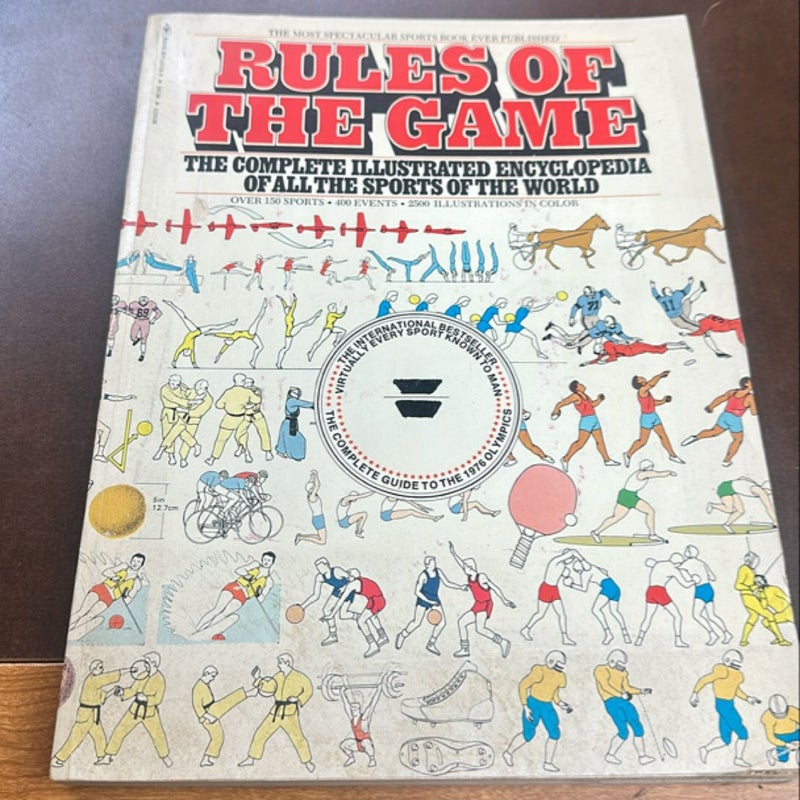 THE MOST SPECTACULAR SPORTS BOOK EVER PUBLISHED
RULES OF
THE GAME
THE COMPLETE ILLUSTRATED ENCYCLOPEDIA
OF ALL THE SPORTS OF THE WORLD
OVER 150 SPORTS • 400 EVENTS • 2500 ILLUSTRATIONS IN COLOR
69
71
11
THE INTERNATIONAL BESTSELLER
VIRTUALLY EVERY SPORT KNOWN TO MAN
THE COMPLETE GUIDE TO THE 1976 OLYMPICS
5in
12.7cm